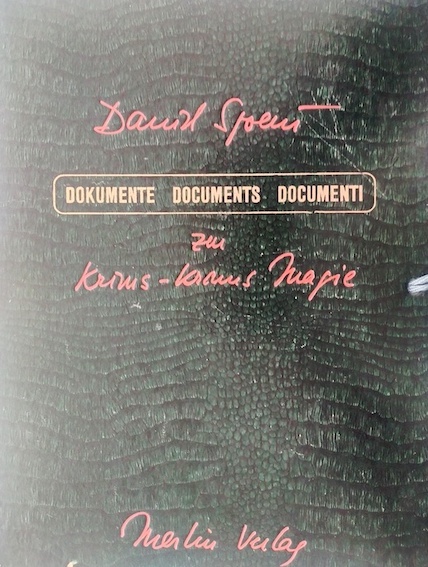 Daniel Spoerri
DOKUMENTE DOCUMENTS DOCUMENTI
zur
Krims-Krams Magie
Merlin Verlag